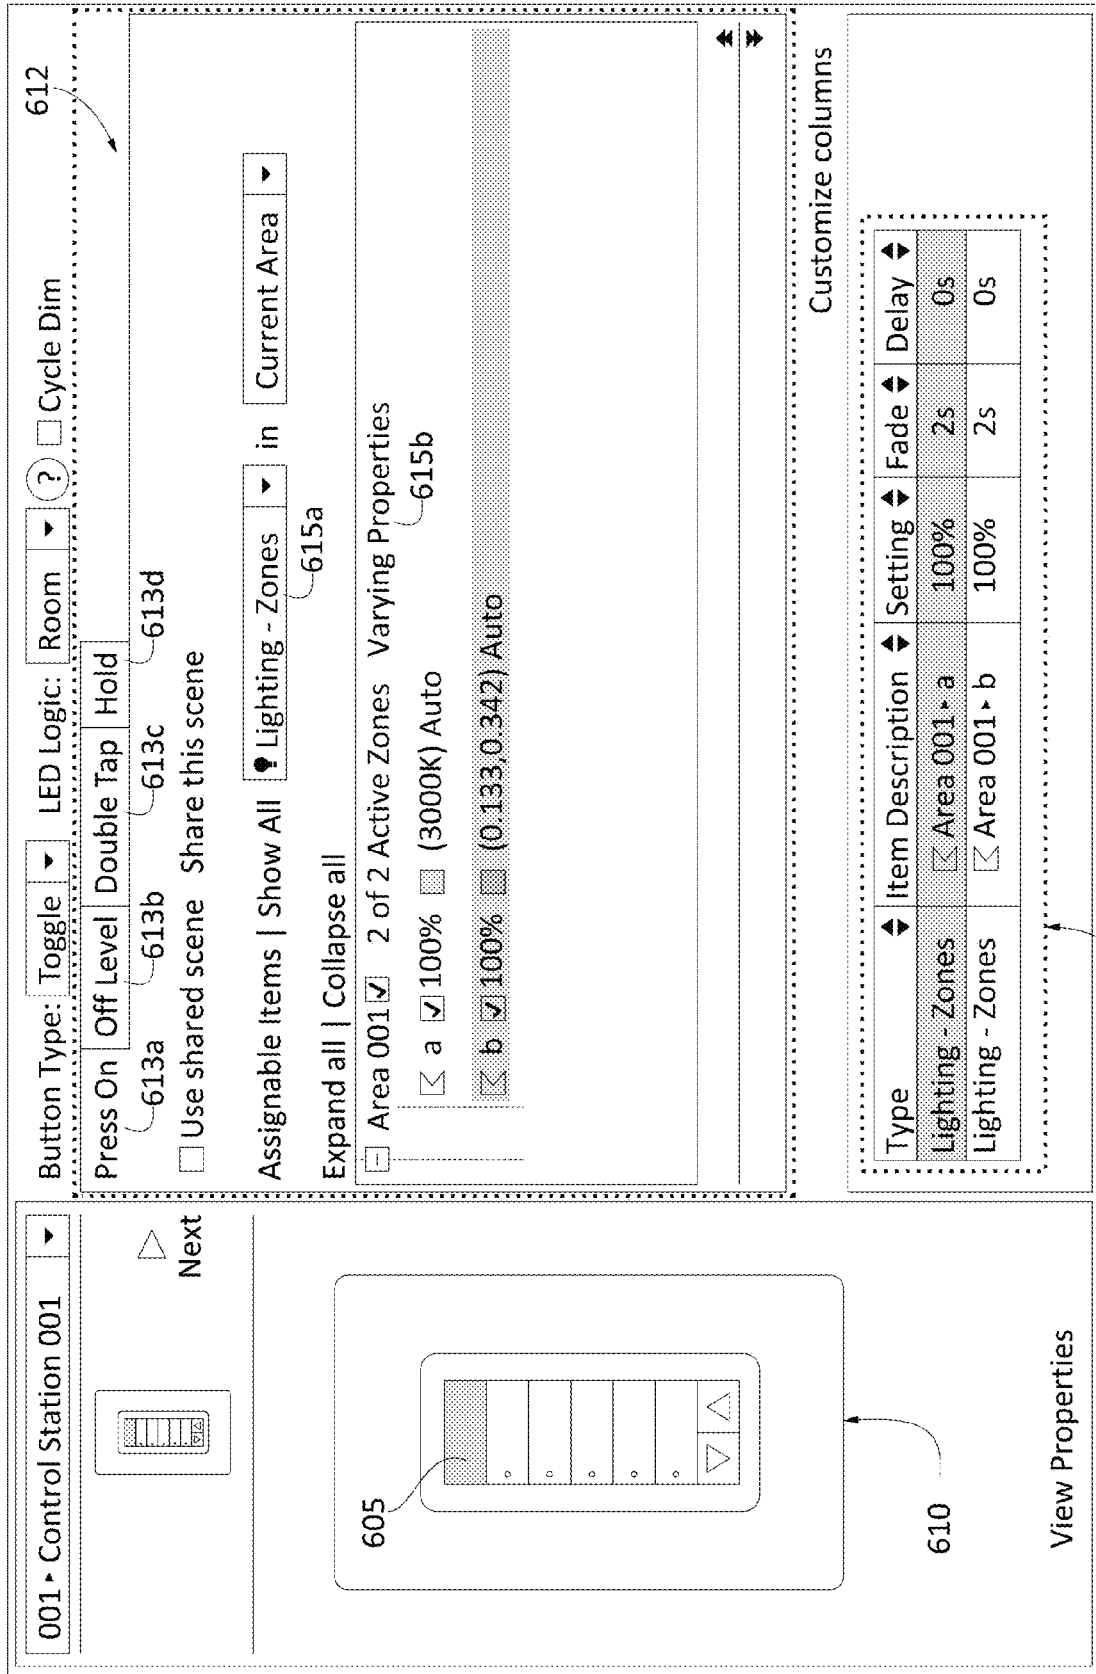 001 ▸ Control Station 001 ▼
Next
605
610
View Properties
Button Type: Toggle ▼ LED Logic: Room ▼ ? ☐ Cycle Dim
612
Press On Off Level Double Tap Hold
613a 613b 613c 613d
☐ Use shared scene Share this scene
Assignable Items | Show All Lighting - Zones ▼ in Current Area ▼
615a
Expand all | Collapse all
Area 001 ☑ 2 of 2 Active Zones Varying Properties
615b
a ☑ 100% (3000K) Auto
b ☑ 100% (0.133,0.342) Auto
Customize columns
Type Item Description Setting Fade Delay
Lighting - Zones Area 001 ▸ a 100% 2s 0s
Lighting - Zones Area 001 ▸ b 100% 2s 0s